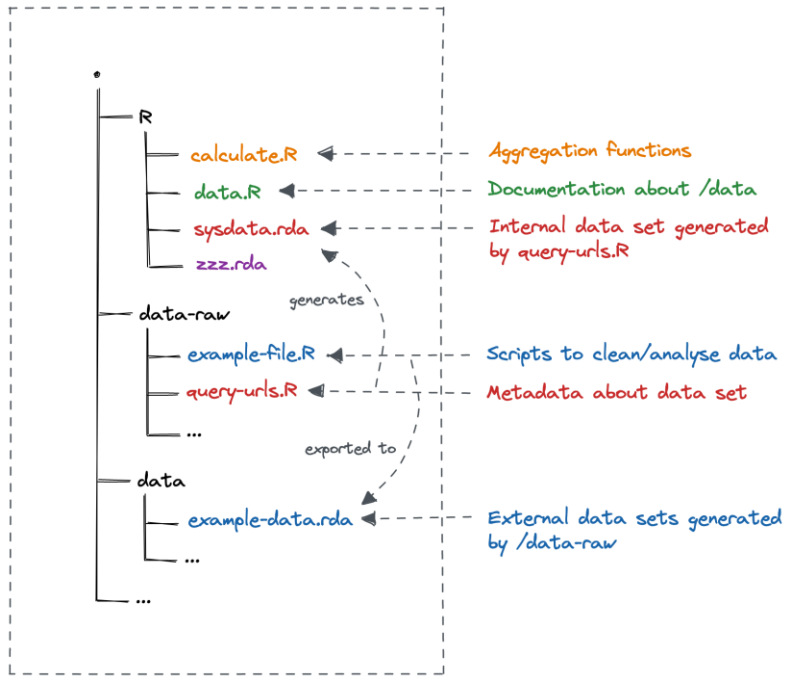 R
calculate.R
Aggregation functions
data.R
Documentation about /data
sysdata.rda
Internal data set generated
by query-urls.R
zzz.rda
generates
data-raw
example-file.R
Scripts to clean/analyse data
query-urls.R
Metadata about data set
...
exported to
data
example-data.rda
External data sets generated
by /data-raw
...
...